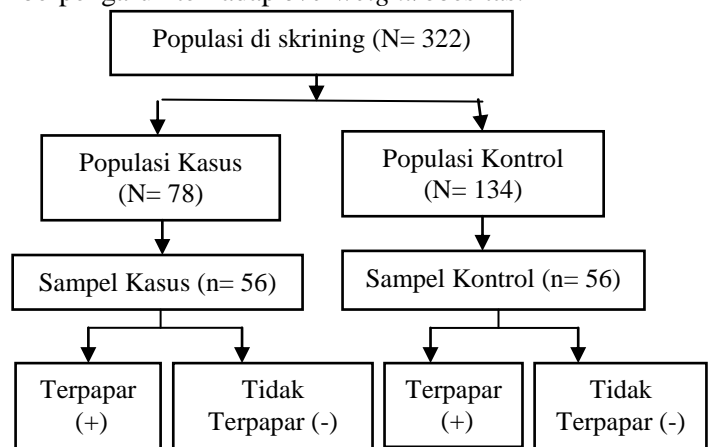 Populasi di skrining (N= 322)
Populasi Kasus
(N= 78)
Populasi Kontrol
(N= 134)
Sampel Kasus (n= 56)
Sampel Kontrol (n= 56)
Terpapar
(+)
Tidak
Terpapar (-)
Terpapar
(+)
Tidak
Terpapar (-)